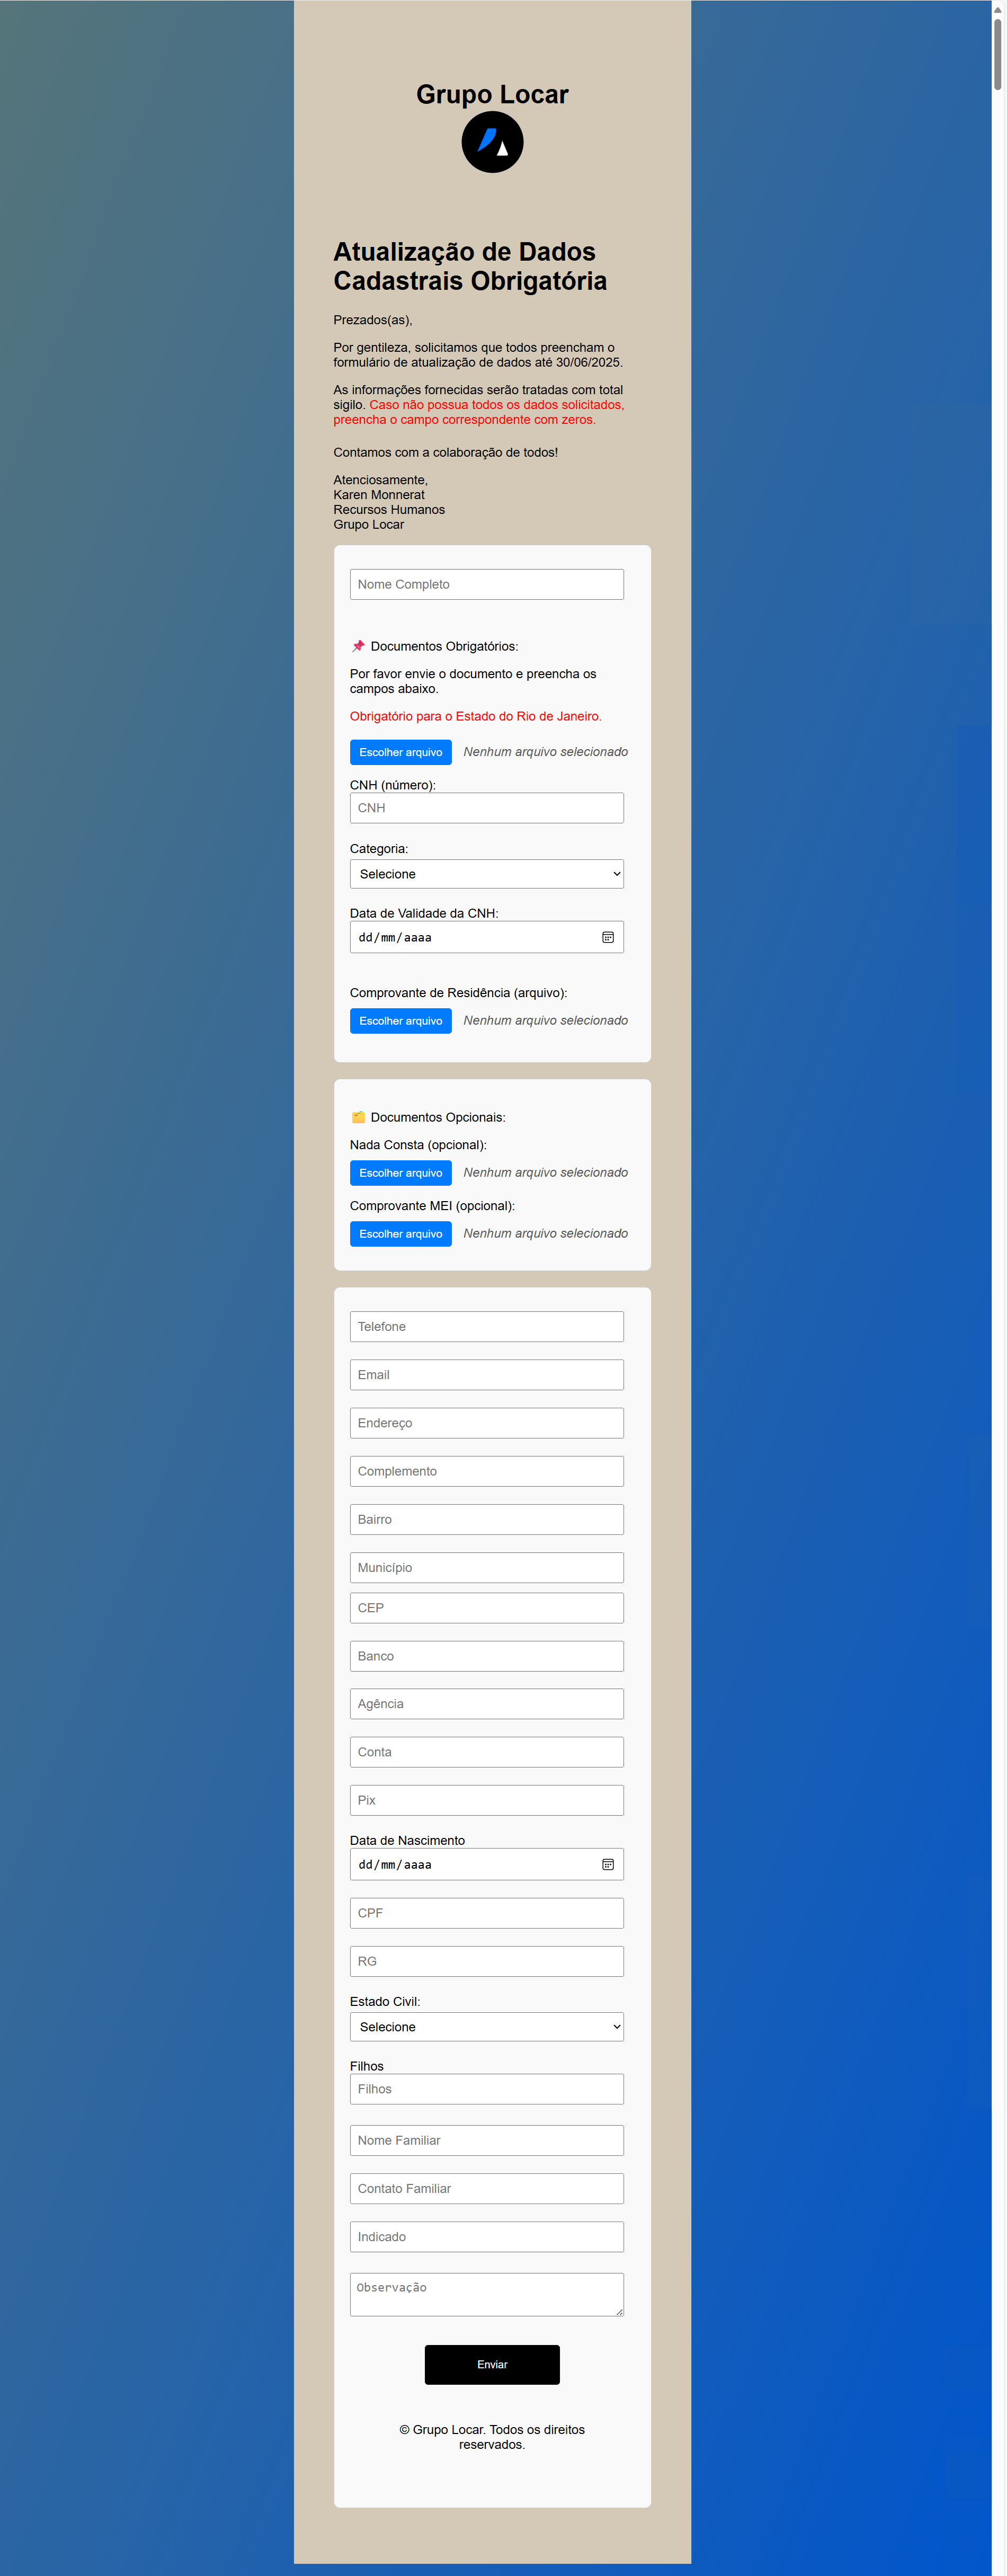 Grupo Locar
Atualização de Dados
Cadastrais Obrigatória
Prezados(as),
Por gentileza, solicitamos que todos preencham o
formulário de atualização de dados até 30/06/2025.
As informações fornecidas serão tratadas com total
sigilo. Caso não possua todos os dados solicitados,
preencha o campo correspondente com zeros.
Contamos com a colaboração de todos!
Atenciosamente,
Karen Monnerat
Recursos Humanos
Grupo Locar
Nome Completo
📌 Documentos Obrigatórios:
Por favor envie o documento e preencha os
campos abaixo.
Obrigatório para o Estado do Rio de Janeiro.
Escolher arquivo Nenhum arquivo selecionado
CNH (número):
CNH
Categoria:
Selecione
Data de Validade da CNH:
dd/mm/aaaa
Comprovante de Residência (arquivo):
Escolher arquivo Nenhum arquivo selecionado
🗂️ Documentos Opcionais:
Nada Consta (opcional):
Escolher arquivo Nenhum arquivo selecionado
Comprovante MEI (opcional):
Escolher arquivo Nenhum arquivo selecionado
Telefone
Email
Endereço
Complemento
Bairro
Município
CEP
Banco
Agência
Conta
Pix
Data de Nascimento
dd/mm/aaaa
CPF
RG
Estado Civil:
Selecione
Filhos
Filhos
Nome Familiar
Contato Familiar
Indicado
Observação
Enviar
© Grupo Locar. Todos os direitos
reservados.